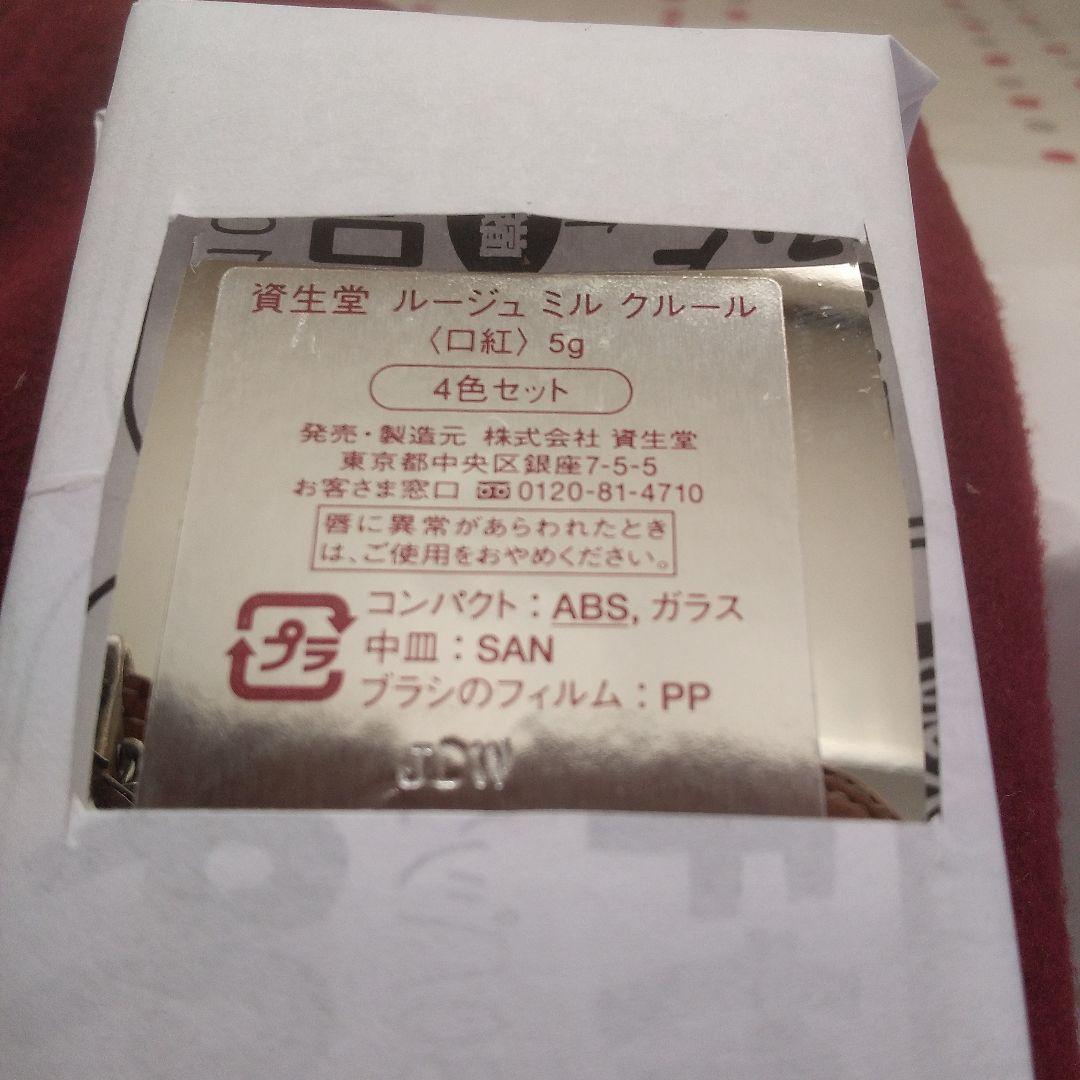 資生堂 ルージュ ミル クルール
〈口紅〉5g
4色セット
発売・製造元 株式会社 資生堂
東京都中央区銀座7-5-5
お客さま窓口 0120-81-4710
唇に異常があらわれたとき
は、ご使用をおやめください。
プラ
コンパクト：ABS, ガラス
中皿：SAN
ブラシのフィルム：PP